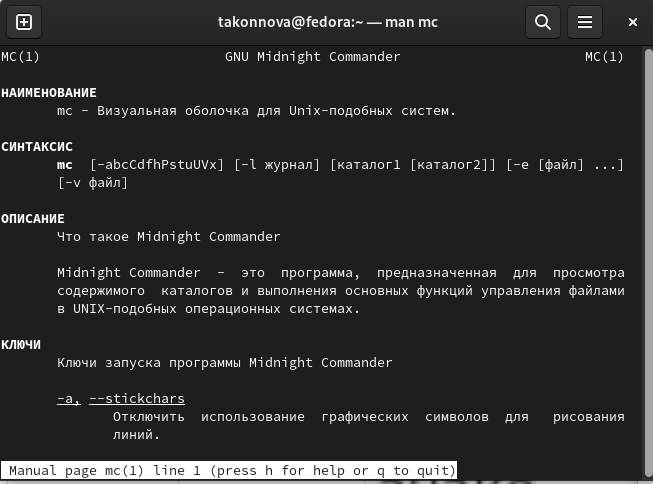 takonnova@fedora:~ — man mc
MC(1) GNU Midnight Commander MC(1)
НАИМЕНОВАНИЕ
mc - Визуальная оболочка для Unix-подобных систем.
СИНТАКСИС
mc [-abcCdfhPstuUVx] [-l журнал] [каталог1 [каталог2]] [-e [файл] ...]
[-v файл]
ОПИСАНИЕ
Что такое Midnight Commander
Midnight Commander - это программа, предназначенная для просмотра
содержимого каталогов и выполнения основных функций управления файлами
в UNIX-подобных операционных системах.
КЛЮЧИ
Ключи запуска программы Midnight Commander
-a, --stickchars
Отключить использование графических символов для рисования
линий.
Manual page mc(1) line 1 (press h for help or q to quit)